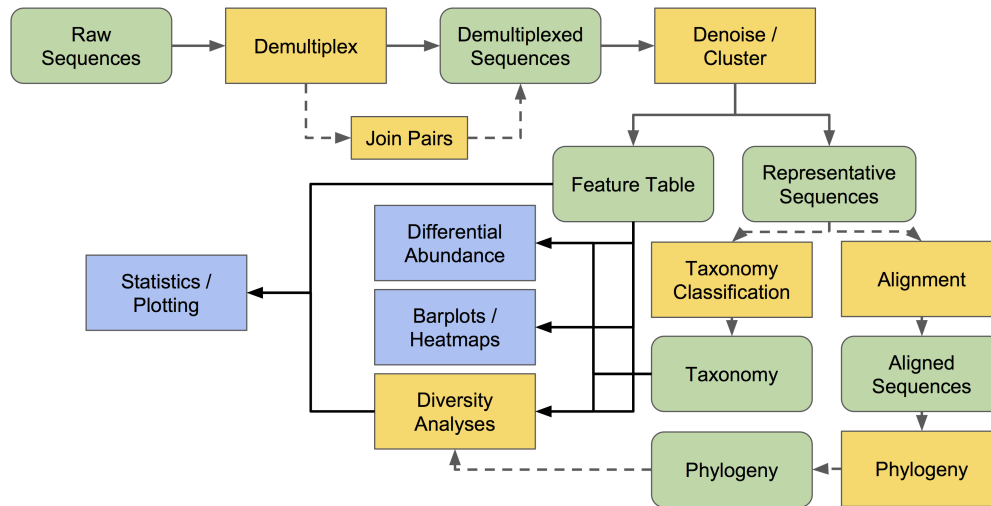 Raw
Sequences
Demultiplex
Demultiplexed
Sequences
Denoise /
Cluster
Join Pairs
Feature Table
Representative
Sequences
Differential
Abundance
Taxonomy
Classification
Alignment
Statistics /
Plotting
Barplots /
Heatmaps
Taxonomy
Aligned
Sequences
Diversity
Analyses
Phylogeny
Phylogeny